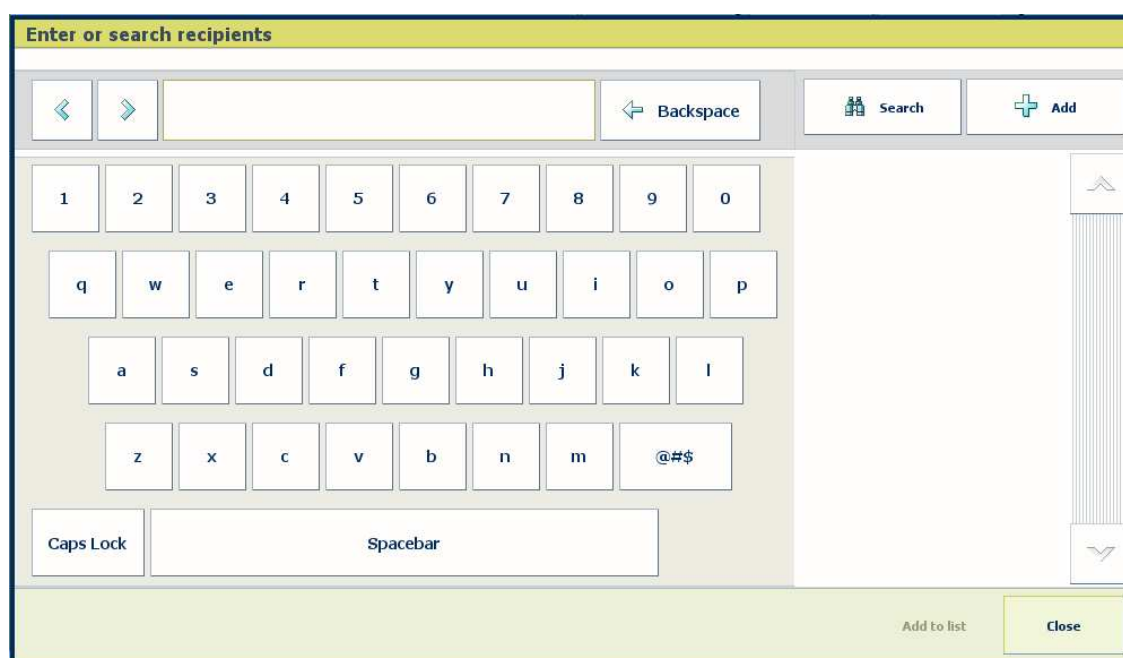 Enter or search recipients
Backspace Search Add
1 2 3 4 5 6 7 8 9 0
q w e r t y u i o p
a s d f g h j k l
z x c v b n m @#$
Caps Lock Spacebar
Add to list Close